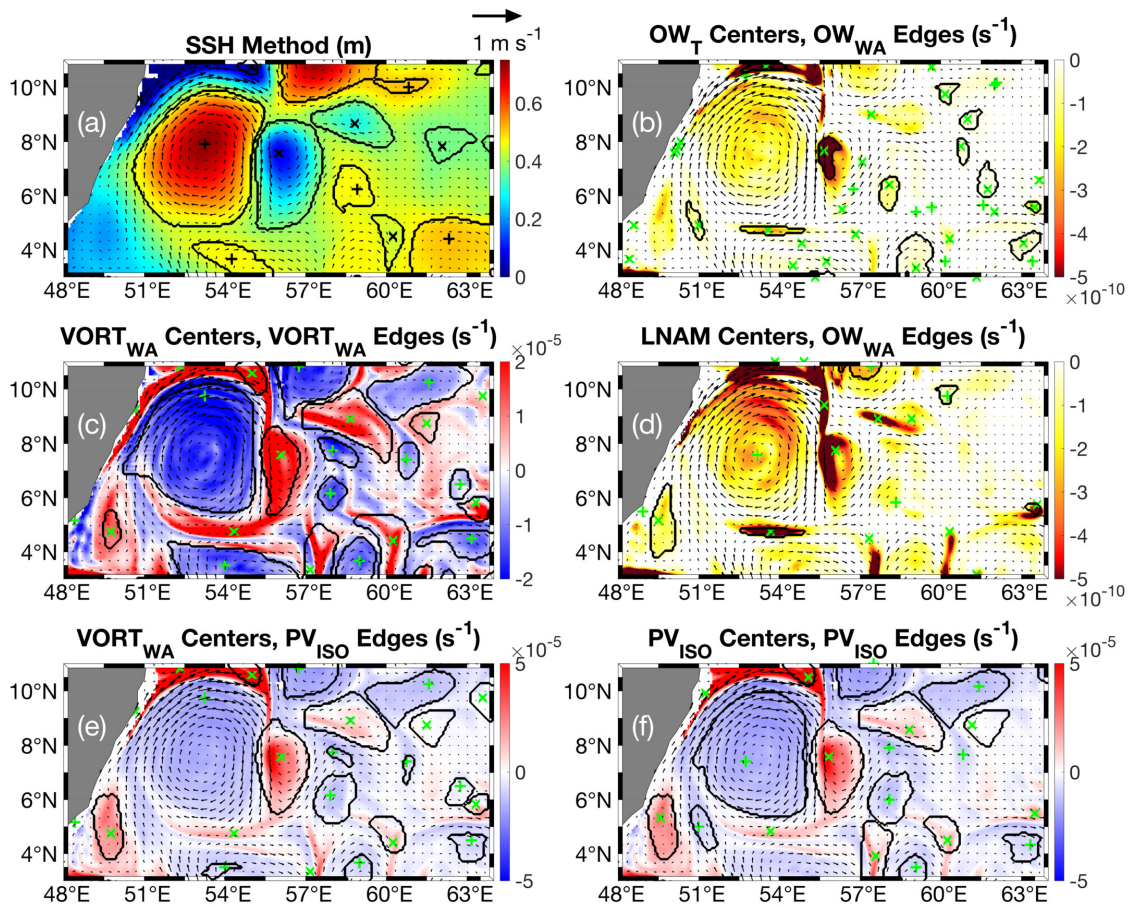 1 m s⁻¹
SSH Method (m)
(a)
10°N
8°N
6°N
4°N
48°E 51°E 54°E 57°E 60°E 63°E
0.6
0.4
0.2
0
OW_T Centers, OW_WA Edges (s⁻¹)
(b)
10°N
8°N
6°N
4°N
48°E 51°E 54°E 57°E 60°E 63°E
0
-1
-2
-3
-4
-5
×10⁻¹⁰
VORT_WA Centers, VORT_WA Edges (s⁻¹)
×10⁻⁵
(c)
10°N
8°N
6°N
4°N
48°E 51°E 54°E 57°E 60°E 63°E
2
1
0
-1
-2
LNAM Centers, OW_WA Edges (s⁻¹)
(d)
10°N
8°N
6°N
4°N
48°E 51°E 54°E 57°E 60°E 63°E
0
-1
-2
-3
-4
-5
×10⁻¹⁰
VORT_WA Centers, PV_ISO Edges (s⁻¹)
×10⁻⁵
(e)
10°N
8°N
6°N
4°N
48°E 51°E 54°E 57°E 60°E 63°E
5
0
-5
PV_ISO Centers, PV_ISO Edges (s⁻¹)
×10⁻⁵
(f)
10°N
8°N
6°N
4°N
48°E 51°E 54°E 57°E 60°E 63°E
5
0
-5